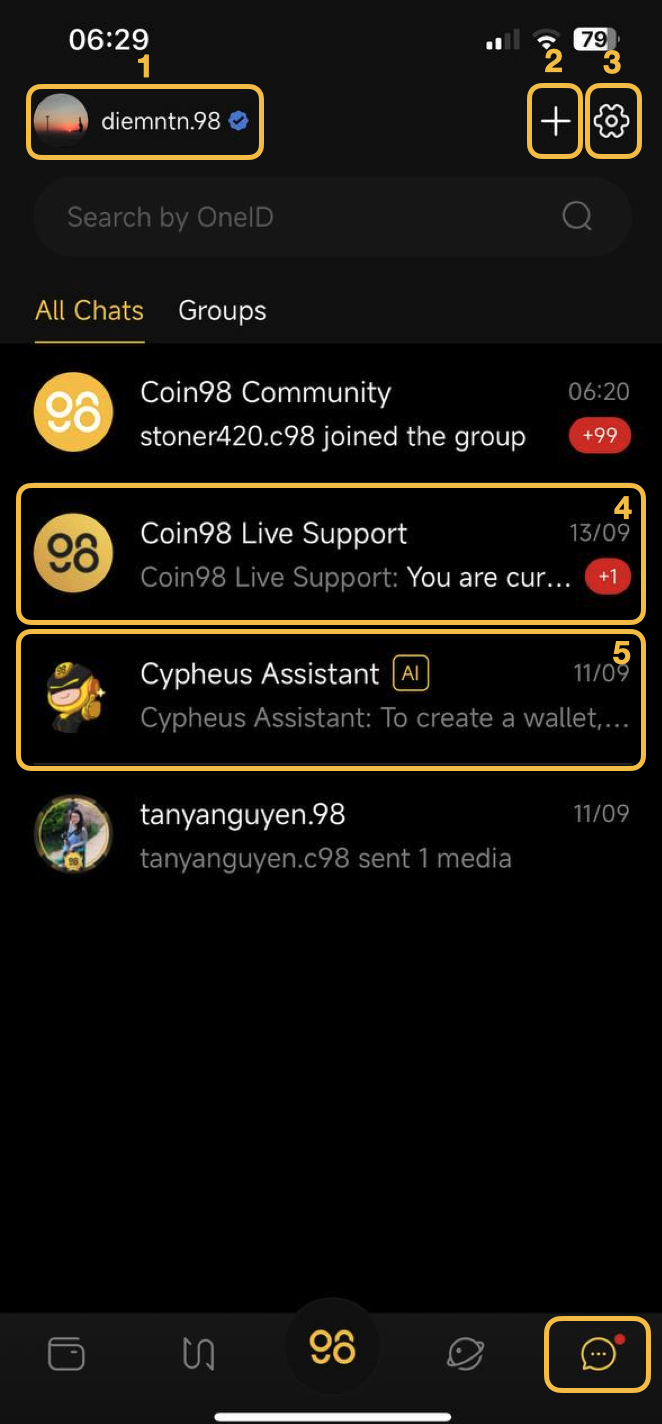 06:29
79
1
2
3
diemntn.98
Search by OneID
All Chats
Groups
Coin98 Community
06:20
stoner420.c98 joined the group
+99
4
Coin98 Live Support
13/09
Coin98 Live Support: You are cur...
+1
5
Cypheus Assistant AI
11/09
Cypheus Assistant: To create a wallet,...
tanyanguyen.98
11/09
tanyanguyen.c98 sent 1 media